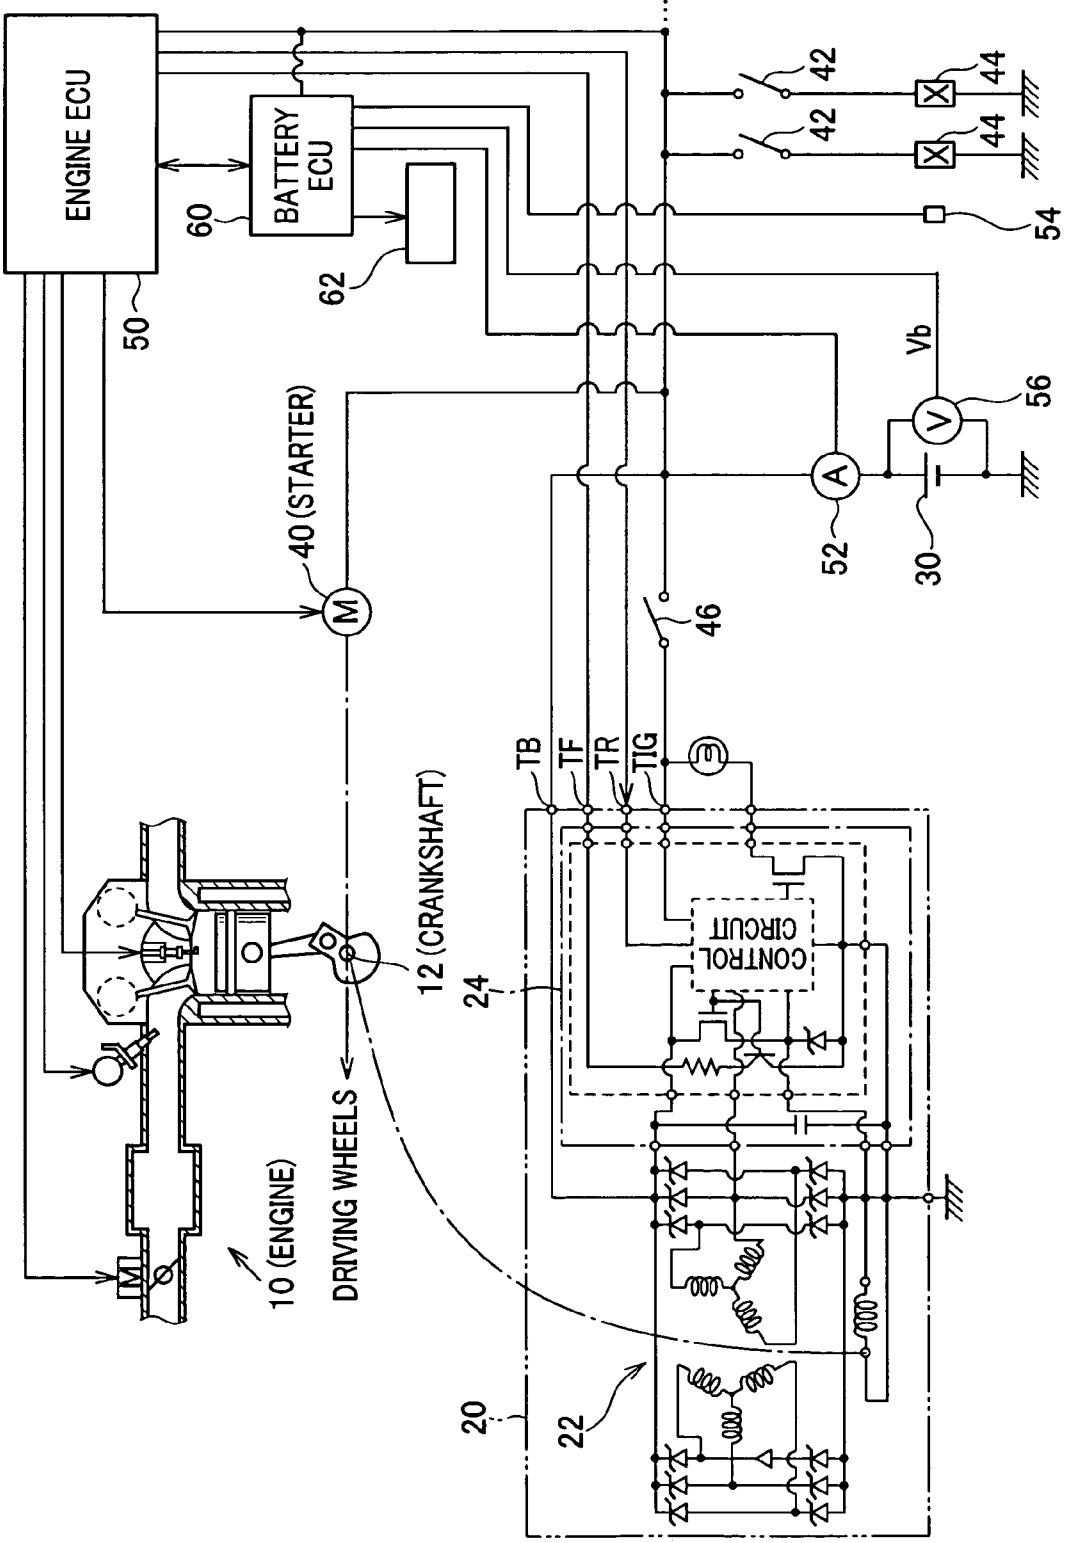 ENGINE ECU
50
BATTERY
ECU
60
62
42
42
44
44
54
Vb
56
A
V
52
30
40 (STARTER)
M
46
M
10 (ENGINE)
12 (CRANKSHAFT)
DRIVING WHEELS
TB
TF
TR
TIG
CONTROL
CIRCUIT
24
22
20